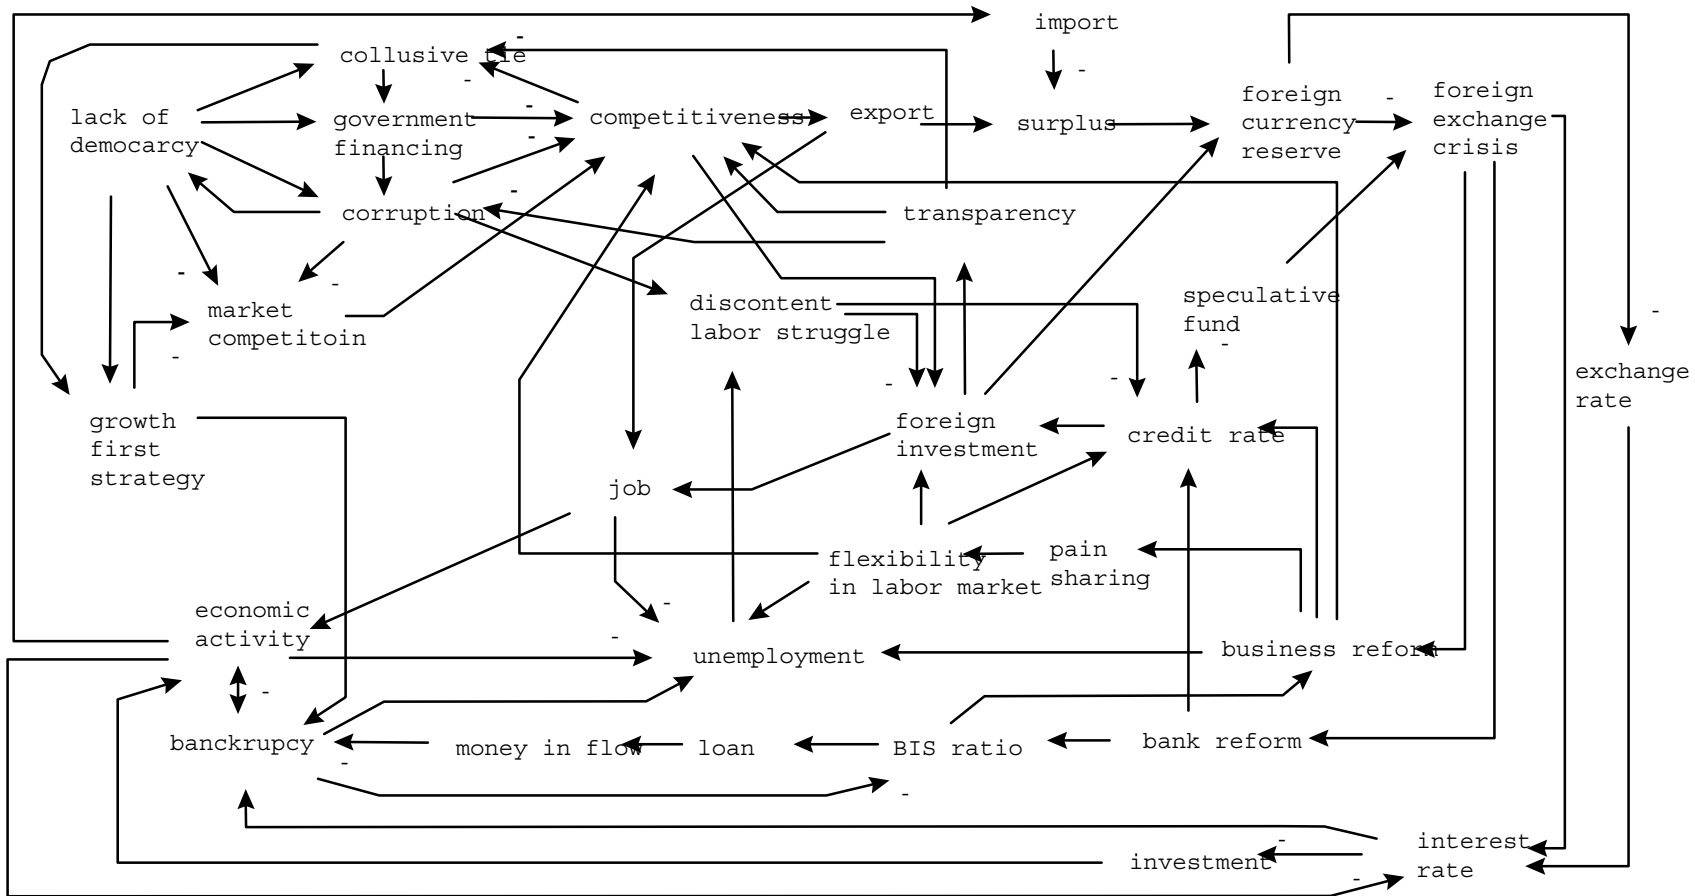 import
collusive tie
lack of
democarcy
government
financing
competitiveness
export
surplus
foreign
currency
reserve
foreign
exchange
crisis
corruption
transparency
market
competitoin
discontent
labor struggle
speculative
fund
exchange
rate
growth
first
strategy
foreign
investment
credit rate
job
flexibility
in labor market
pain
sharing
economic
activity
unemployment
business reform
banckrupcy
money in flow
loan
BIS ratio
bank reform
investment
interest
rate